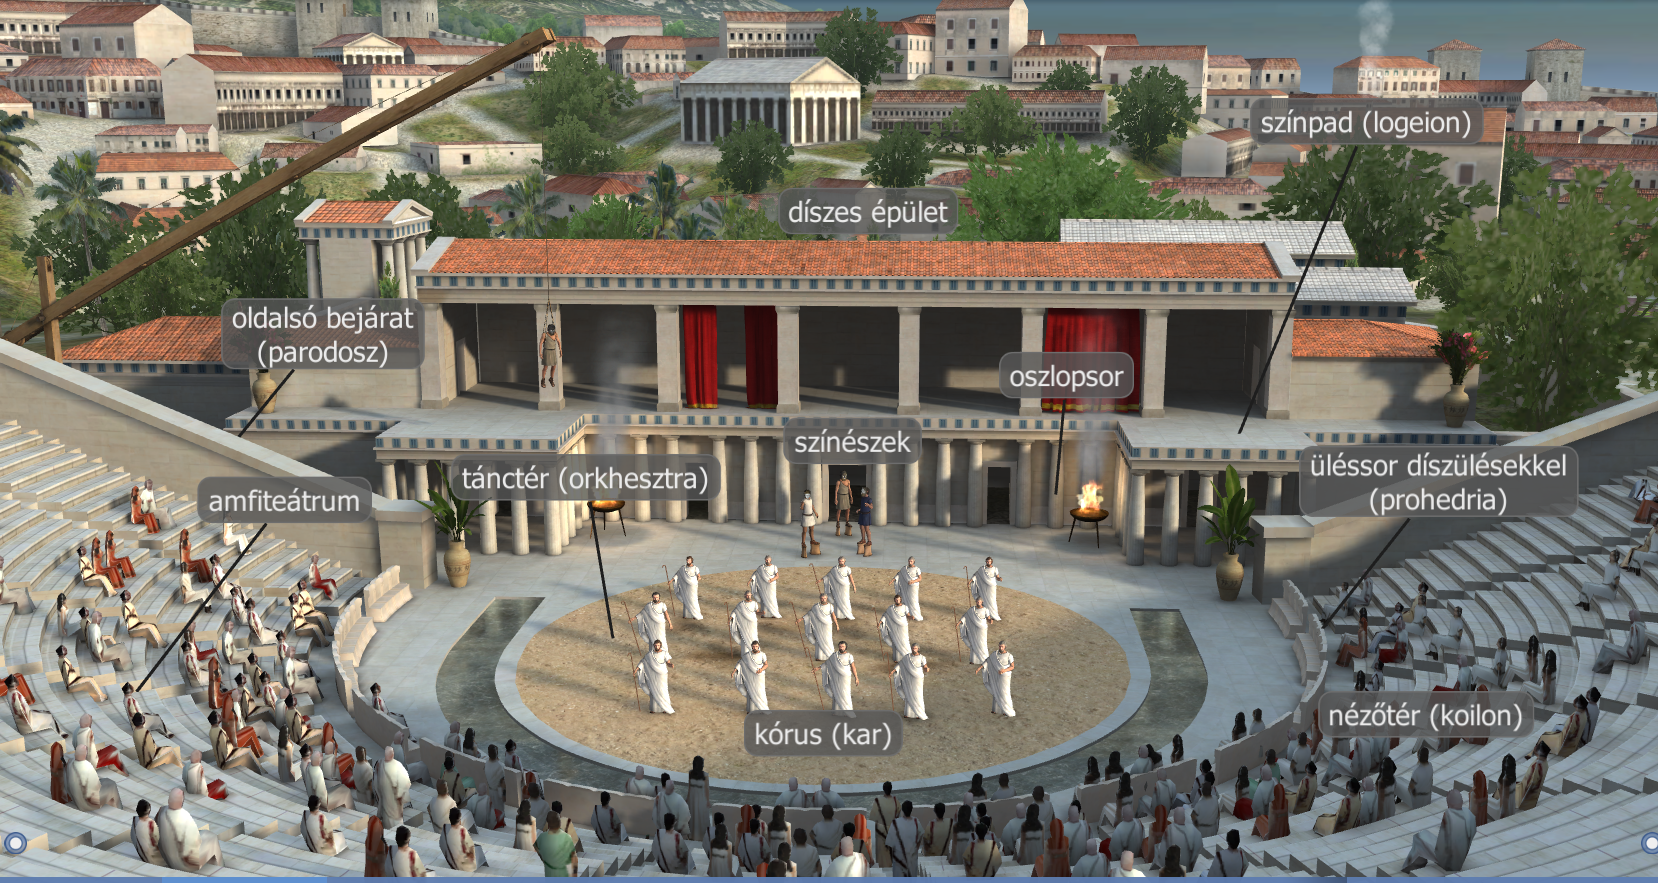 színpad (logeion)
díszes épület
oldalsó bejárat
(parodosz)
oszlopsor
színészek
tánctér (orkhesztra)
üléssor díszülésekkel
(prohedria)
amfiteátrum
nézőtér (koilon)
kórus (kar)